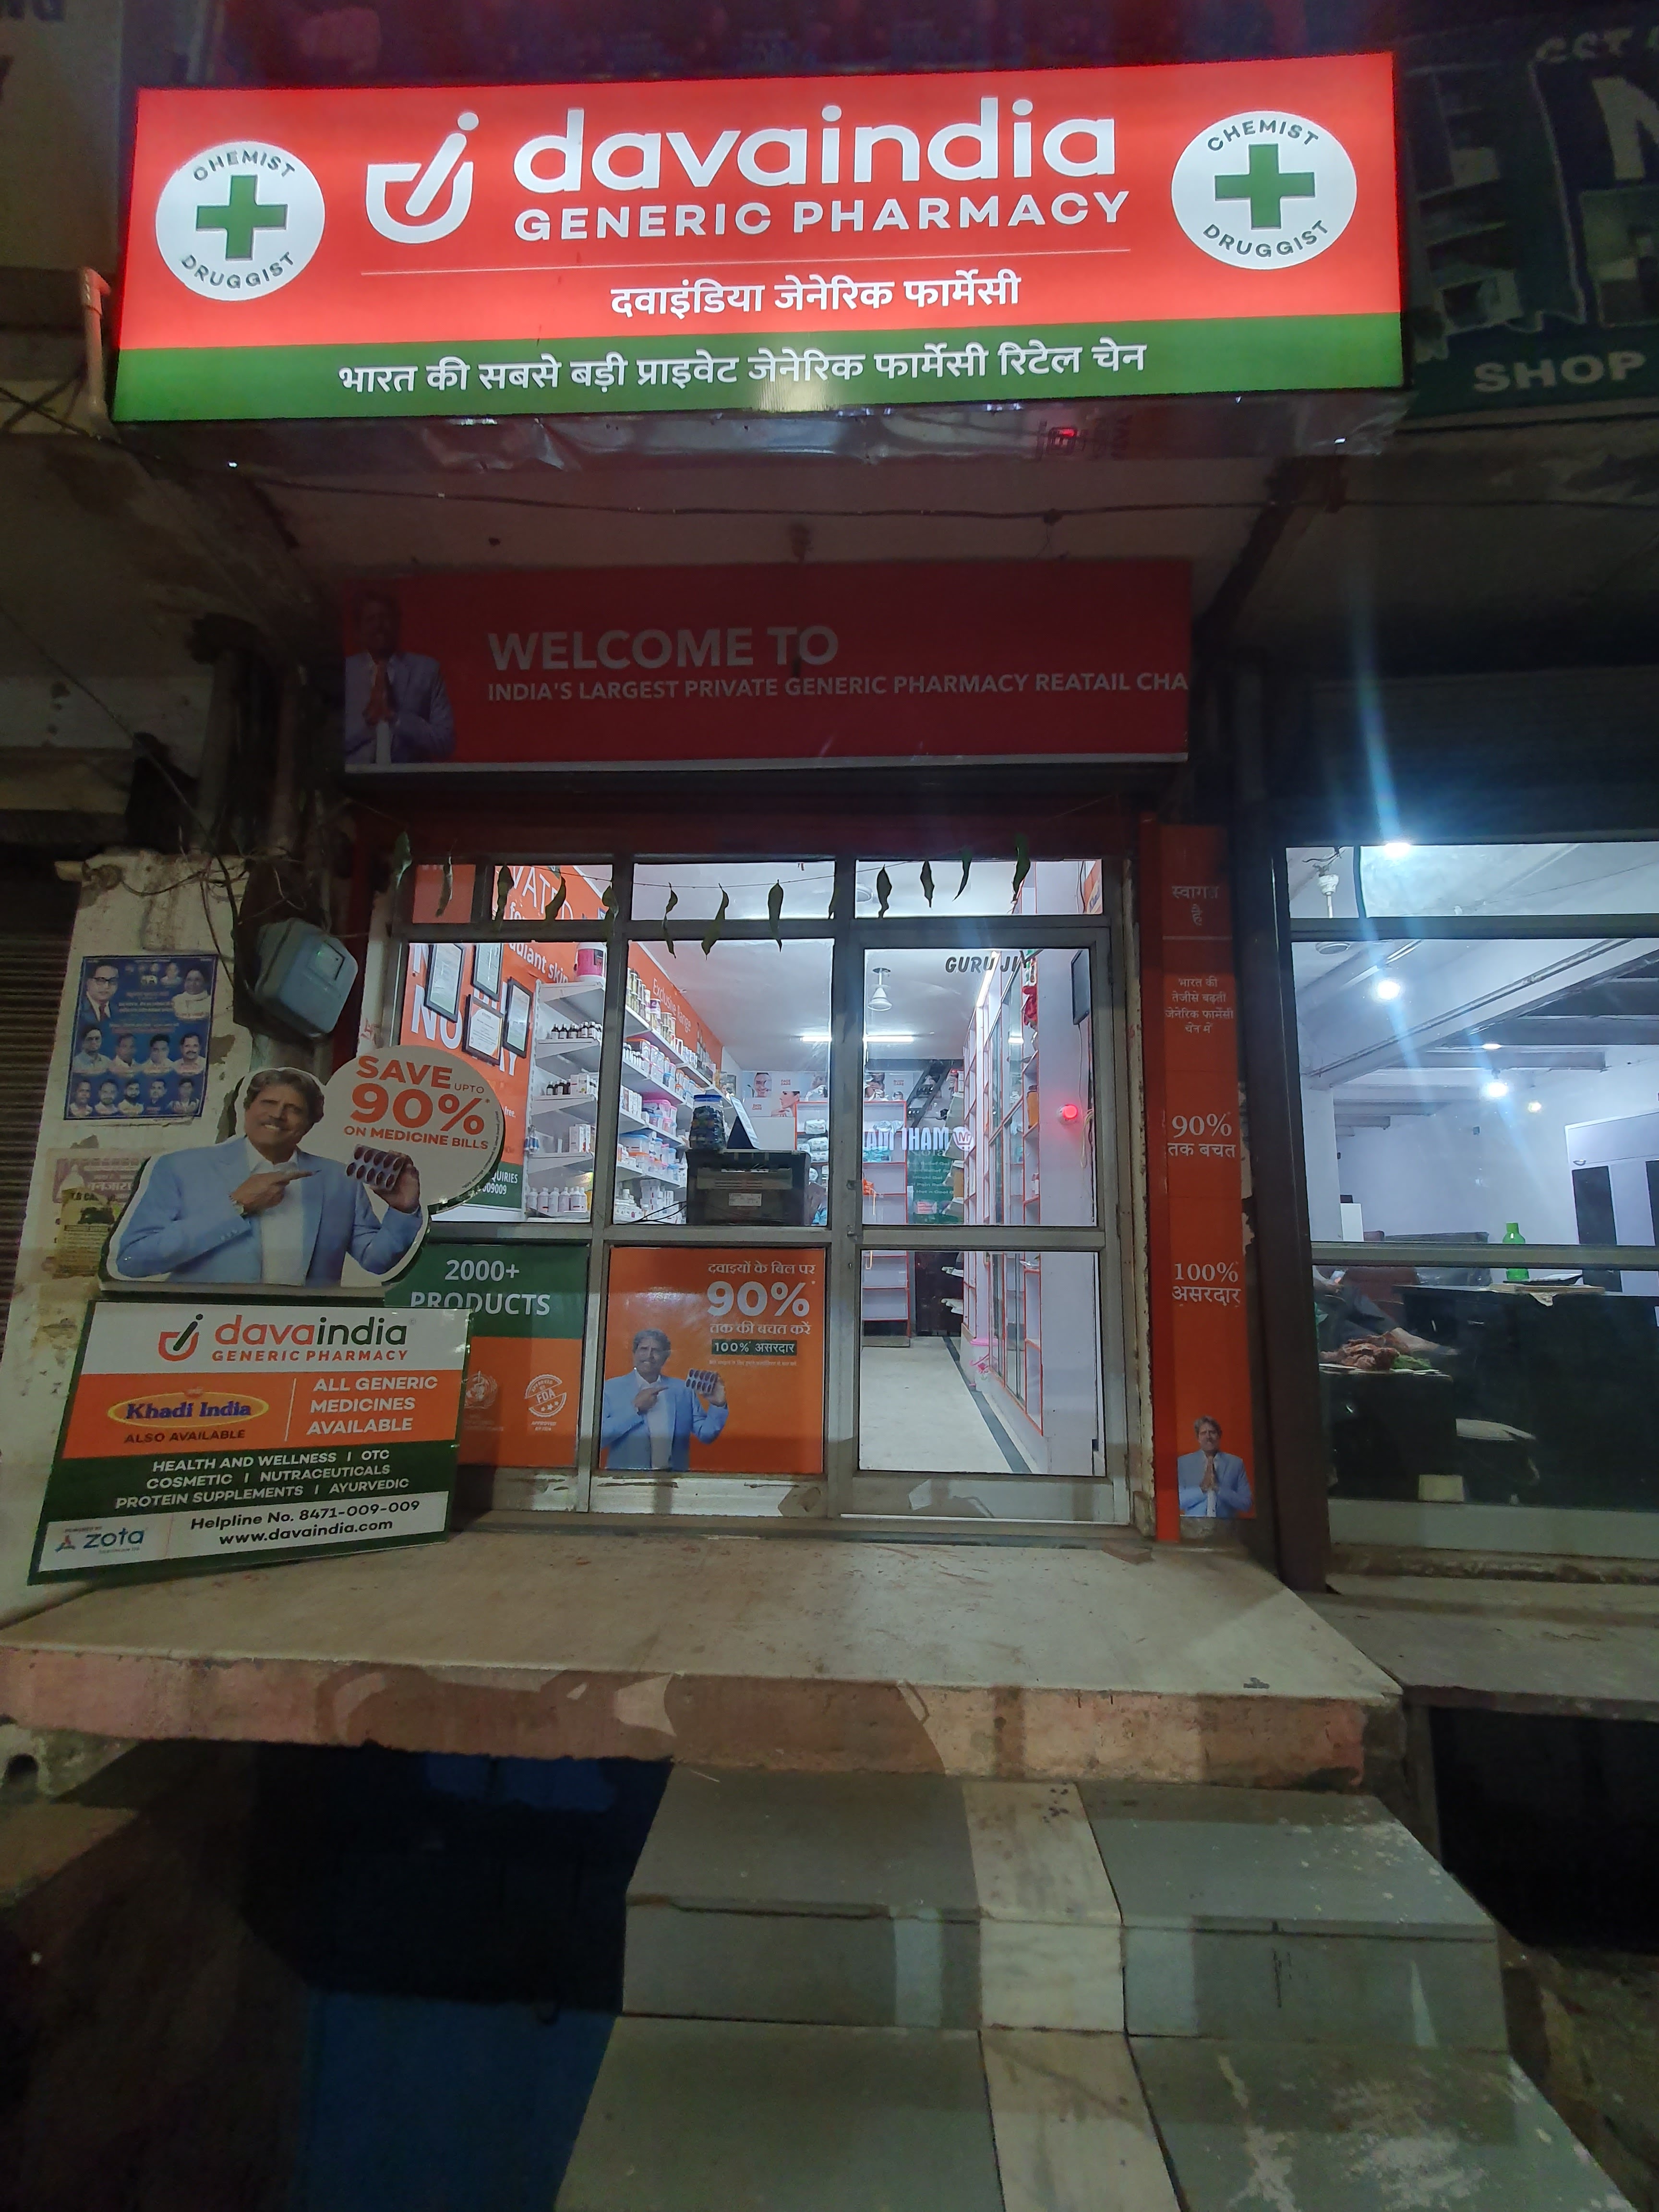 CHEMIST
DRUGGIST
davaindia
GENERIC PHARMACY
CHEMIST
DRUGGIST
दवाइंडिया जेनेरिक फार्मेसी
भारत की सबसे बड़ी प्राइवेट जेनेरिक फार्मेसी रिटेल चेन
SHOP
WELCOME TO
INDIA'S LARGEST PRIVATE GENERIC PHARMACY REATAIL CHA
GURU JI
स्वागत
है
भारत की
तेजीसे बढ़ती
जेनेरिक फार्मेसी
चेन में
90%
तक बचत
100%
असरदार
SAVE UPTO
90%
ON MEDICINE BILLS
2000+
PRODUCTS
दवाइयों के बिल पर
90%
तक की बचत करें
100% असरदार
FDA
davaindia
GENERIC PHARMACY
Khadi India
ALSO AVAILABLE
ALL GENERIC
MEDICINES
AVAILABLE
HEALTH AND WELLNESS | OTC
COSMETIC | NUTRACEUTICALS
PROTEIN SUPPLEMENTS | AYURVEDIC
zota
Helpline No. 8471-009-009
www.davaindia.com